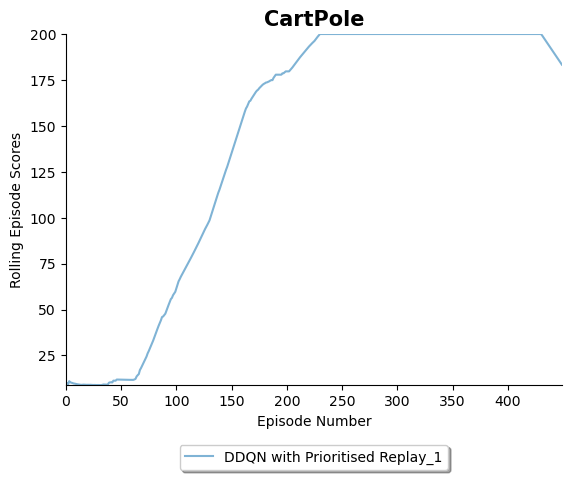 CartPole
200
175
150
125
100
75
50
25
Rolling Episode Scores
0 50 100 150 200 250 300 350 400
Episode Number
DDQN with Prioritised Replay_1